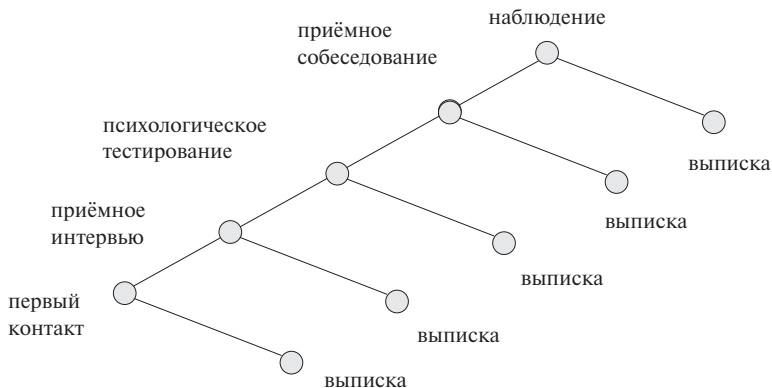 наблюдение
приёмное
собеседование
выписка
психологическое
тестирование
выписка
приёмное
интервью
выписка
первый
контакт
выписка
выписка